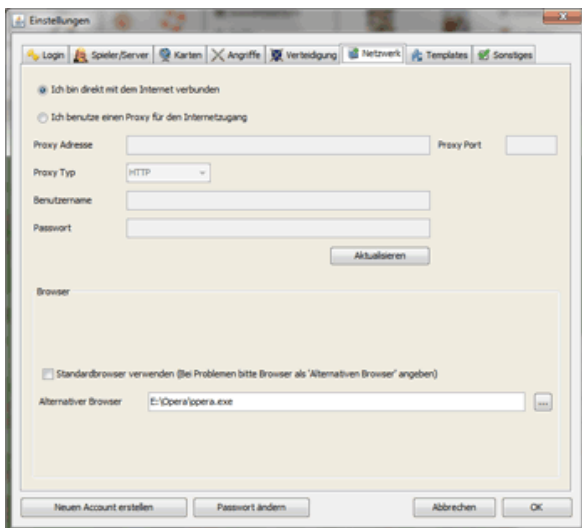 Einstellungen
Login Spieler/Server Karten Angriffe Verteidigung Netzwerk Templates Sonstiges
Ich bin direkt mit dem Internet verbunden
Ich benutze einen Proxy für den Internetzugang
Proxy Adresse Proxy Port
Proxy Typ HTTP
Benutzername
Passwort
Aktualisieren
Browser
Standardbrowser verwenden (Bei Problemen bitte Browser als 'Alternativen Browser' angeben)
Alternativer Browser E:\Opera\opera.exe ...
Neuen Account erstellen Passwort ändern Abbrechen OK